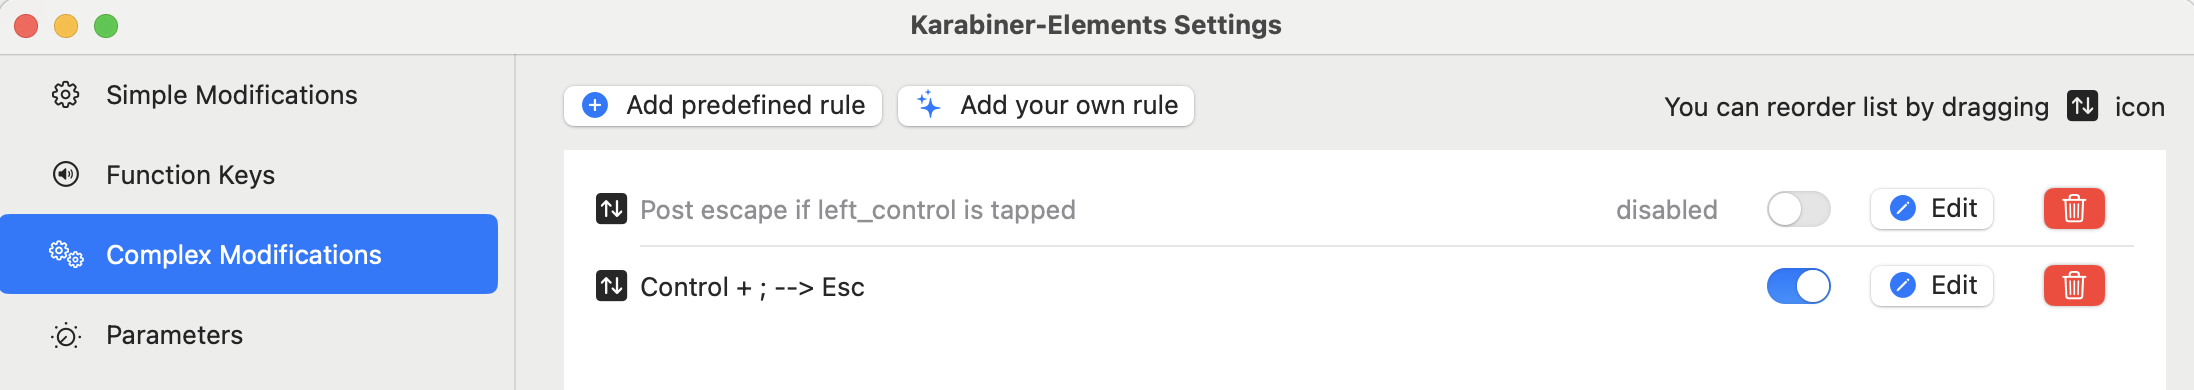 Karabiner-Elements Settings
Simple Modifications
Function Keys
Complex Modifications
Parameters
Add predefined rule
Add your own rule
You can reorder list by dragging icon
Post escape if left_control is tapped
disabled
Edit
Control + ; --> Esc
Edit